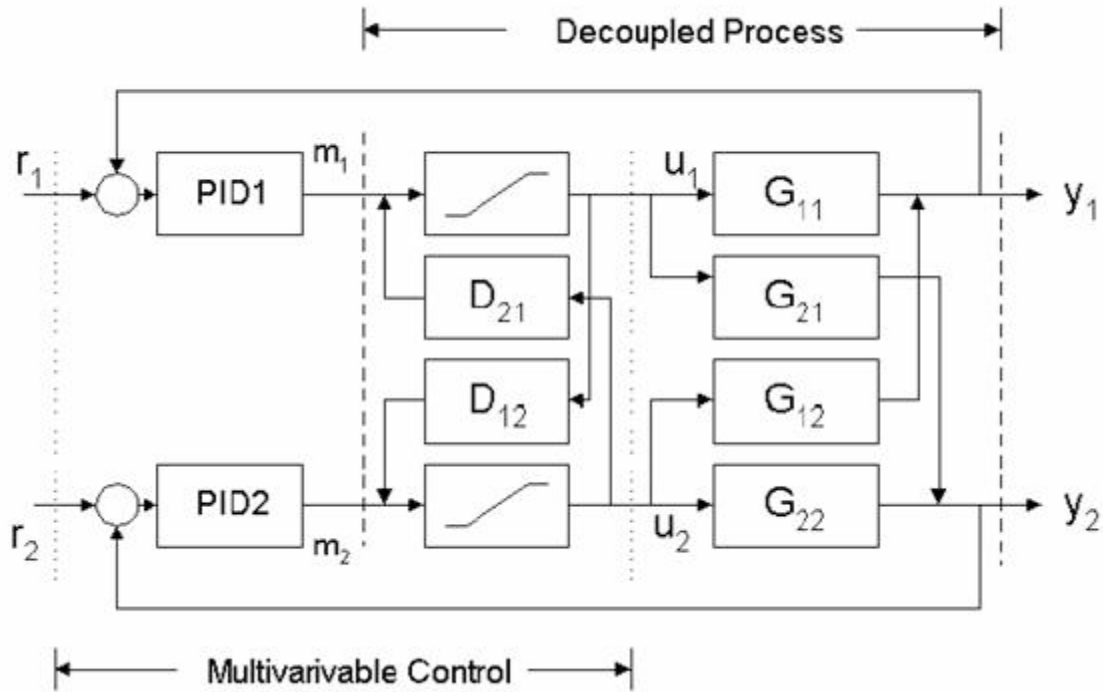 Decoupled Process
r1
PID1
m1
u1
G11
y1
D21
G21
D12
G12
r2
PID2
m2
u2
G22
y2
Multivarivable Control